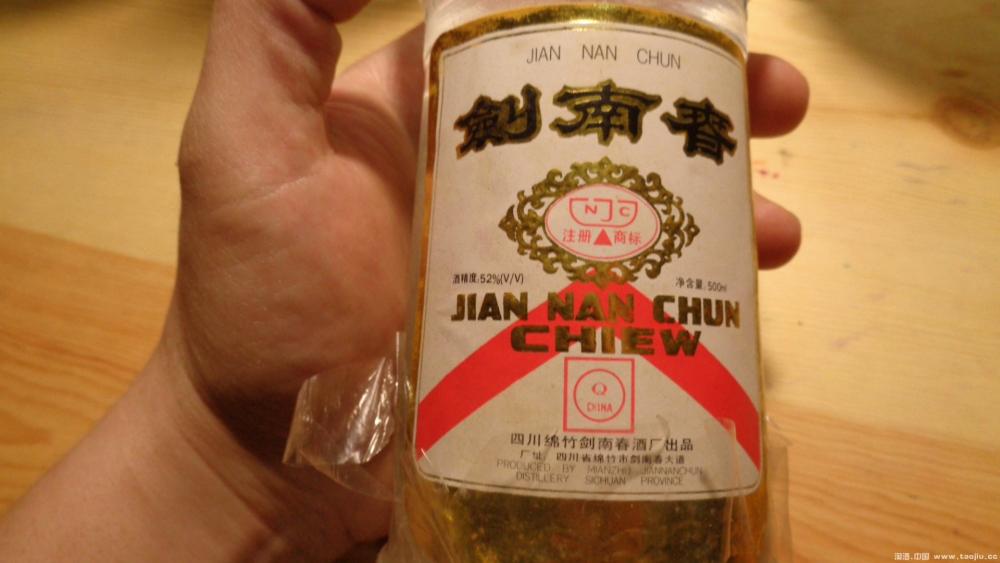 JIAN NAN CHUN
劍南春
NJC
注册 商标
酒精度:52%(V/V)
净含量:500ml
JIAN NAN CHUN
CHIEW
Q
CHINA
四川绵竹剑南春酒厂出品
厂址 四川省绵竹市剑南春大道
PRODUCED BY MIANZHU JIANNANCHUN
DISTILLERY SICHUAN PROVINCE
淘酒.中国 www.taojiu.cc